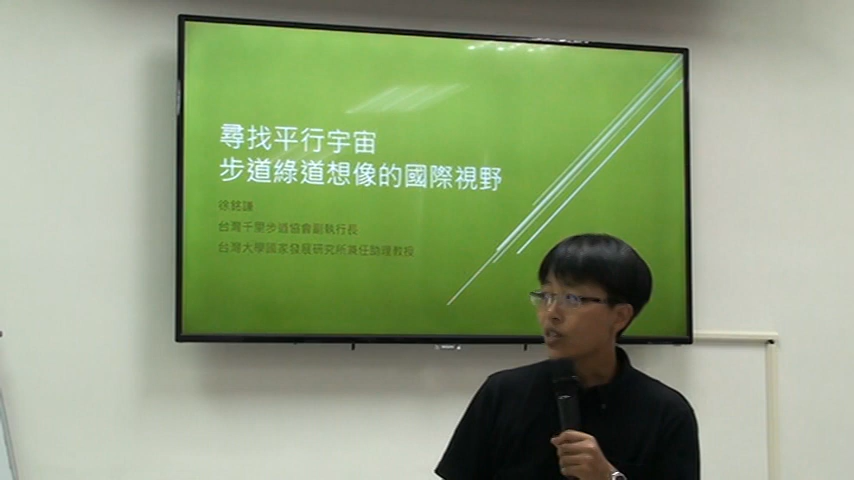 尋找平行宇宙
步道綠道想像的國際視野
徐銘謙
台灣千里步道協會副執行長
台灣大學國家發展研究所兼任助理教授